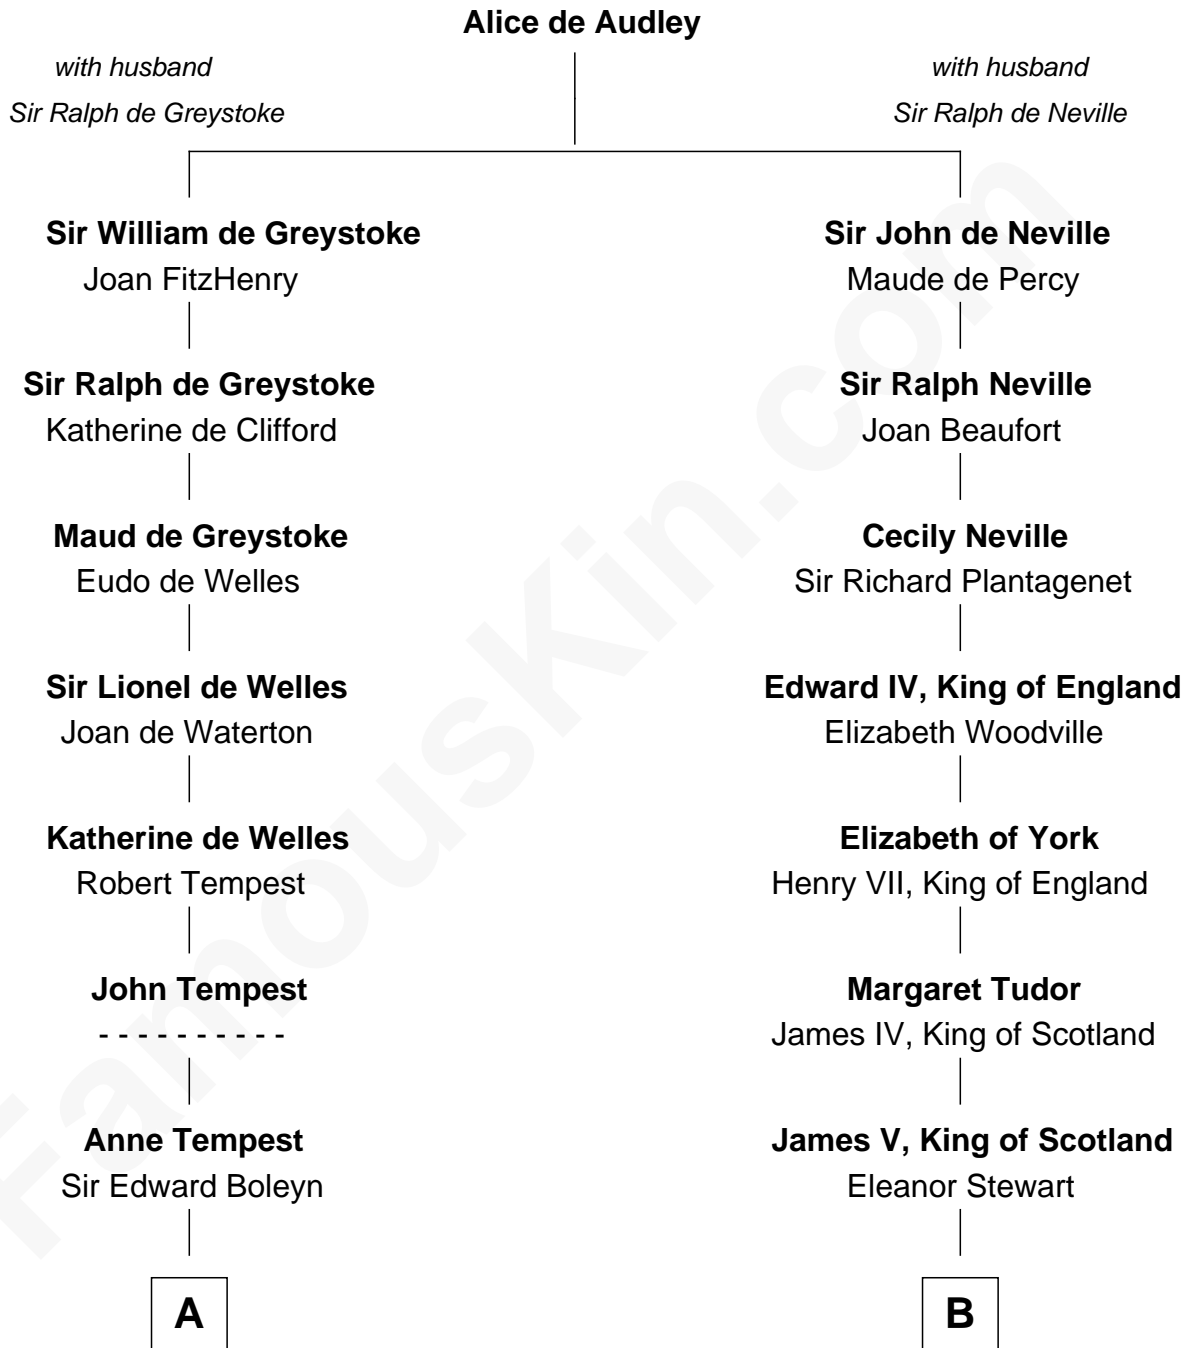 Alice de Audley
with husband
Sir Ralph de Greystoke
with husband
Sir Ralph de Neville
Sir William de Greystoke
Joan FitzHenry
Sir John de Neville
Maude de Percy
Sir Ralph de Greystoke
Katherine de Clifford
Sir Ralph Neville
Joan Beaufort
Maud de Greystoke
Eudo de Welles
Cecily Neville
Sir Richard Plantagenet
Sir Lionel de Welles
Joan de Waterton
Edward IV, King of England
Elizabeth Woodville
Katherine de Welles
Robert Tempest
Elizabeth of York
Henry VII, King of England
John Tempest
- - - - - - - - - -
Margaret Tudor
James IV, King of Scotland
Anne Tempest
Sir Edward Boleyn
James V, King of Scotland
Eleanor Stewart
A
B
FamousKin.com